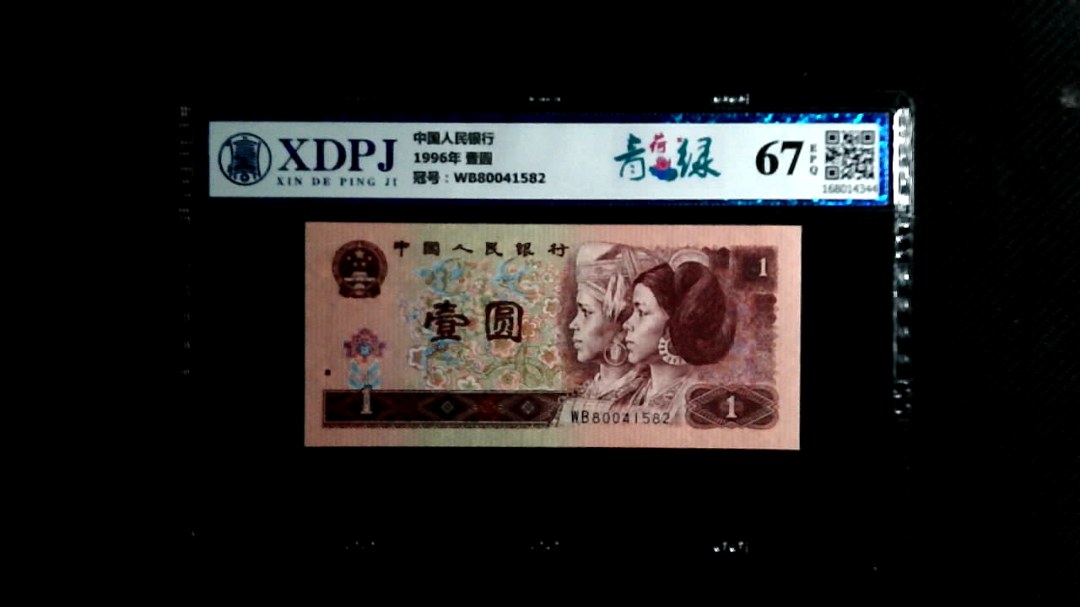 XDPJ
XIN DE PING JI
中国人民银行
1996年 壹圆
冠号：WB80041582
青荷绿
67
EPQ
168014344
中国人民银行
1
壹圆
1
WB80041582
1